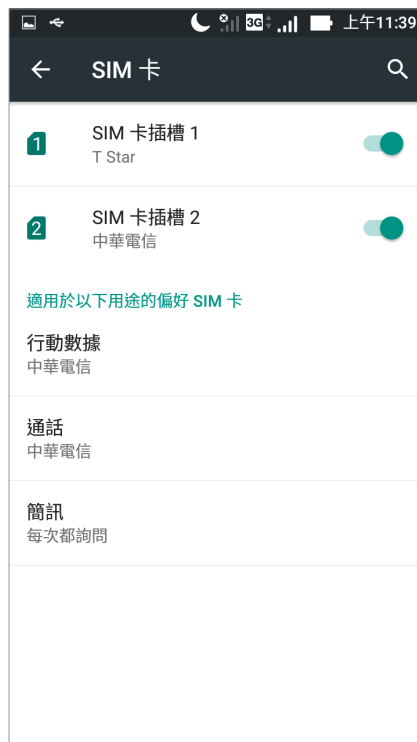 3G 上午11:39
SIM 卡
1 SIM 卡插槽 1
T Star
2 SIM 卡插槽 2
中華電信
適用於以下用途的偏好 SIM 卡
行動數據
中華電信
通話
中華電信
簡訊
每次都詢問